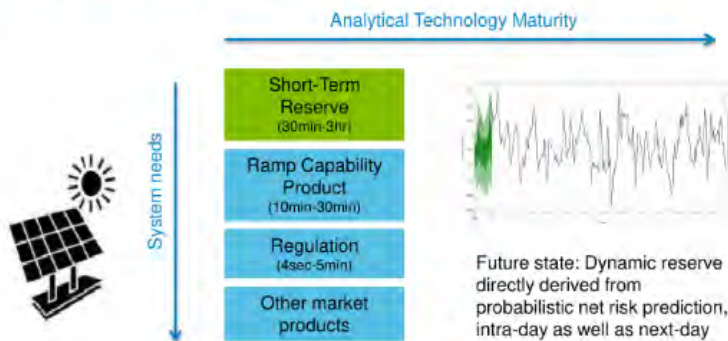 Analytical Technology Maturity
System needs
Short-Term
Reserve
(30min-3hr)
Ramp Capability
Product
(10min-30min)
Regulation
(4sec-5min)
Other market
products
Future state: Dynamic reserve
directly derived from
probabilistic net risk prediction,
intra-day as well as next-day